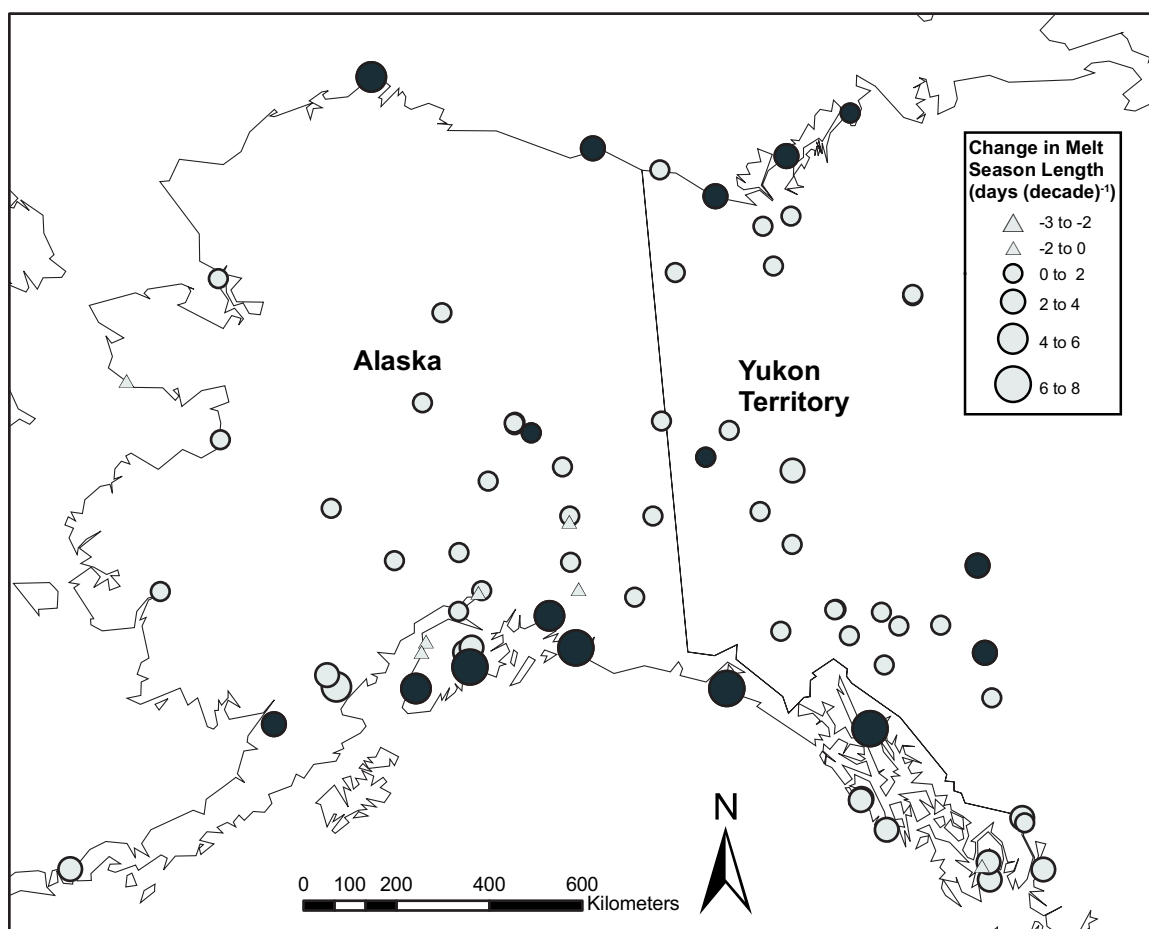 Change in Melt
Season Length
(days (decade)⁻¹)
-3 to -2
-2 to 0
0 to 2
2 to 4
4 to 6
6 to 8
Alaska
Yukon
Territory
N
0 100 200 400 600
Kilometers